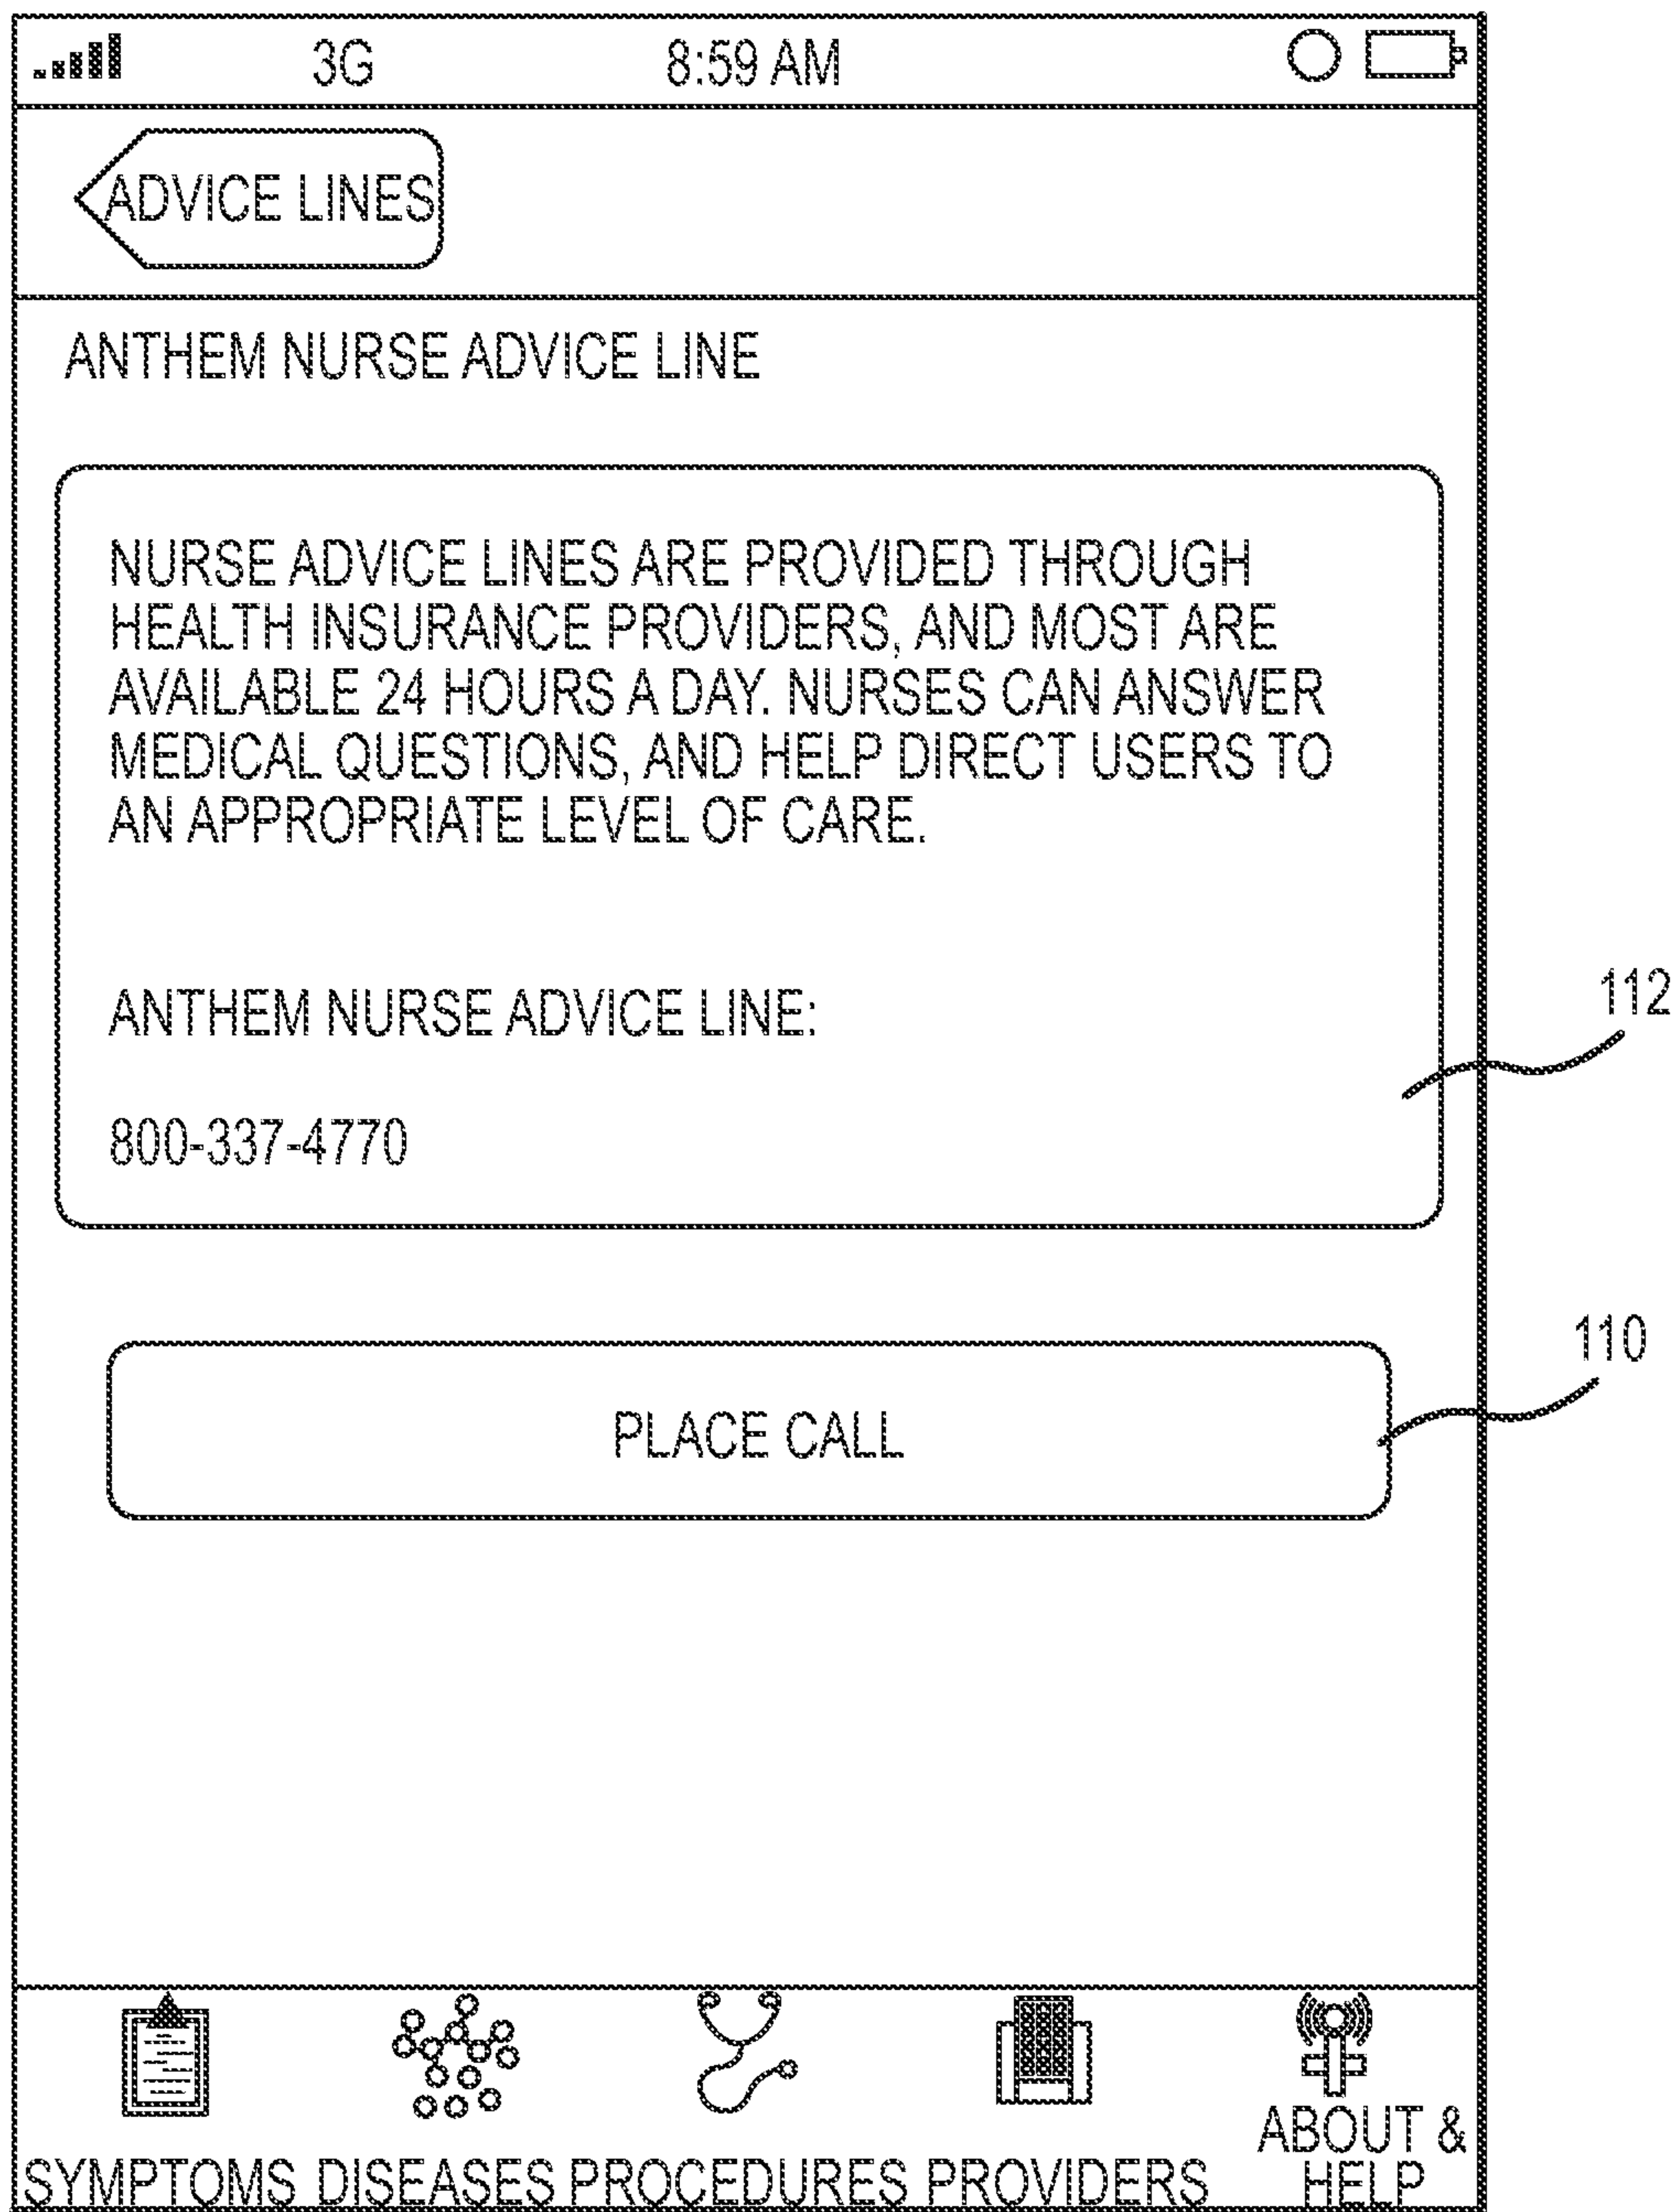 3G 8:59 AM
ADVICE LINES
ANTHEM NURSE ADVICE LINE
NURSE ADVICE LINES ARE PROVIDED THROUGH
HEALTH INSURANCE PROVIDERS, AND MOST ARE
AVAILABLE 24 HOURS A DAY. NURSES CAN ANSWER
MEDICAL QUESTIONS, AND HELP DIRECT USERS TO
AN APPROPRIATE LEVEL OF CARE.
ANTHEM NURSE ADVICE LINE:
112
800-337-4770
110
PLACE CALL
SYMPTOMS DISEASES PROCEDURES PROVIDERS
ABOUT &
HELP